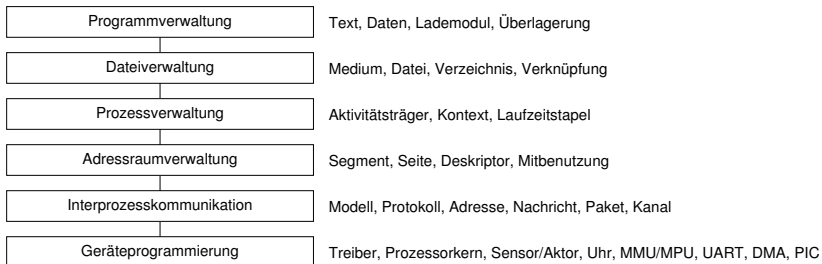 Programmverwaltung Text, Daten, Lademodul, Überlagerung
Dateiverwaltung Medium, Datei, Verzeichnis, Verknüpfung
Prozessverwaltung Aktivitätsträger, Kontext, Laufzeitstapel
Adressraumverwaltung Segment, Seite, Deskriptor, Mitbenutzung
Interprozesskommunikation Modell, Protokoll, Adresse, Nachricht, Paket, Kanal
Geräteprogrammierung Treiber, Prozessorkern, Sensor/Aktor, Uhr, MMU/MPU, UART, DMA, PIC